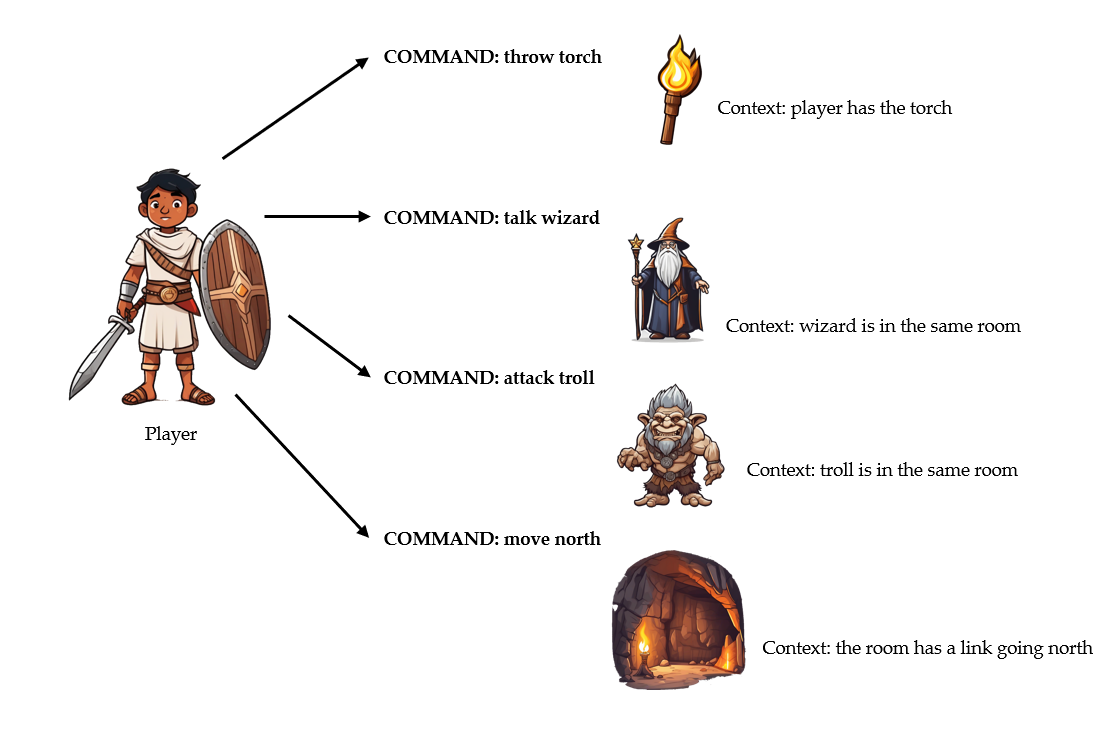 COMMAND: throw torch
Context: player has the torch
COMMAND: talk wizard
Context: wizard is in the same room
COMMAND: attack troll
Player
Context: troll is in the same room
COMMAND: move north
Context: the room has a link going north